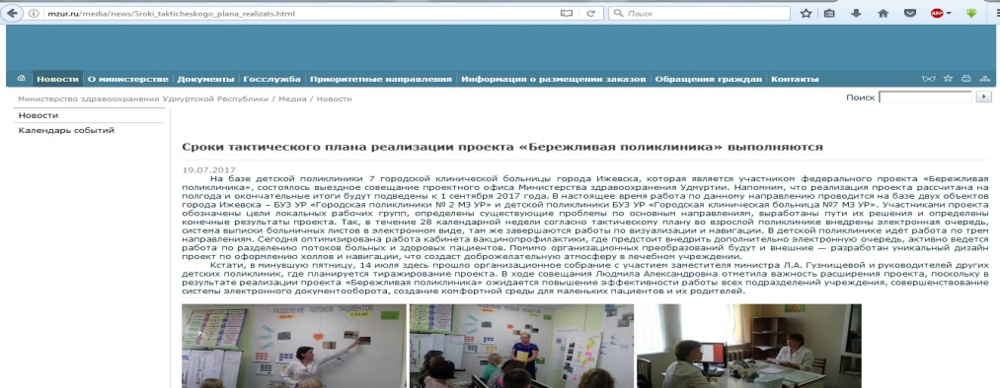 mzur.ru/media/news/Sroki_takticheskogo_plana_realizats.html
Поиск
ABP
Новости О министерстве Документы Госслужба Приоритетные направления Информация о размещении заказов Обращения граждан Контакты
Министерство здравоохранения Удмуртской Республики / Медиа / Новости
Поиск
Новости
Календарь событий
Сроки тактического плана реализации проекта «Бережливая поликлиника» выполняются
19.07.2017
На базе детской поликлиники 7 городской клинической больницы города Ижевска, которая является участником федерального проекта «Бережливая
поликлиника», состоялось выездное совещание проектного офиса Министерства здравоохранения Удмуртии. Напомним, что реализация проекта рассчитана на
полгода и окончательные итоги будут подведены к 1 сентября 2017 года. В настоящее время работа по данному направлению проводится на базе двух объектов
города Ижевска – БУЗ УР «Городская поликлиники № 2 МЗ УР» и детской поликлиники БУЗ УР «Городская клиническая больница №7 МЗ УР». Участниками проекта
обозначены цели локальных рабочих групп, определены существующие проблемы по основным направлениям, выработаны пути их решения и определены
конечные результаты проекта. Так, в течение 28 календарной недели согласно тактическому плану во взрослой поликлинике внедрены электронная очередь,
система выписки больничных листов в электронном виде, там же завершаются работы по визуализации и навигации. В детской поликлинике идёт работа по трем
направлениям. Сегодня оптимизирована работа кабинета вакцинопрофилактики, где предстоит внедрить дополнительно электронную очередь, активно ведется
работа по разделению потоков больных и здоровых пациентов. Помимо организационных преобразований будут и внешние — разработан уникальный дизайн
проект по оформлению холлов и навигации, что создаст доброжелательную атмосферу в лечебном учреждении.
Кстати, в минувшую пятницу, 14 июля здесь прошло организационное собрание с участием заместителя министра Л.А. Гузнищевой и руководителей других
детских поликлиник, где планируется тиражирование проекта. В ходе совещания Людмила Александровна отметила важность расширения проекта, поскольку в
результате реализации проекта «Бережливая поликлиника» ожидается повышение эффективности работы всех подразделений учреждения, совершенствование
системы электронного документооборота, создание комфортной среды для маленьких пациентов и их родителей.
РАЗДЕЛЕНИЕ ПОТОКОВ ПАЦИЕНТОВ
РАЗДЕЛЕНИЕ ПОТОКОВ